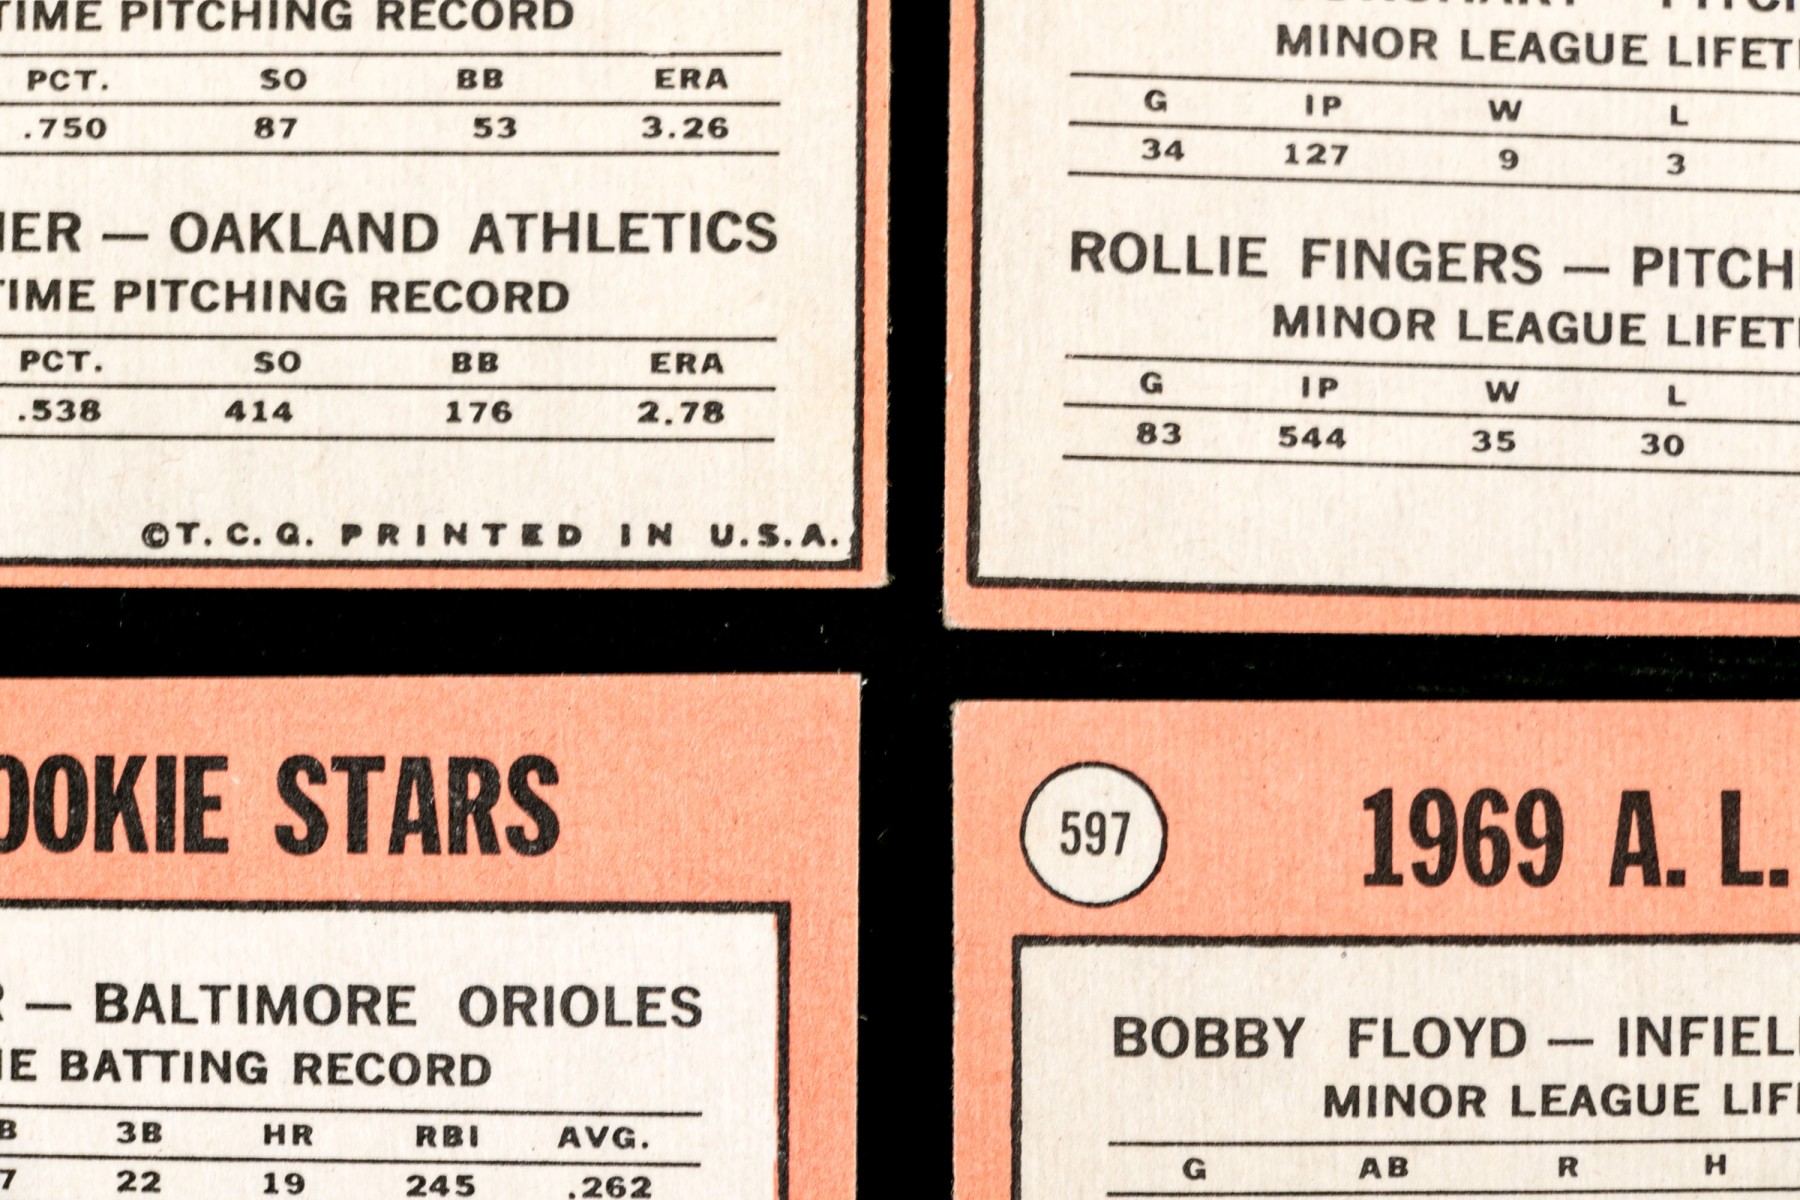 TIME PITCHING RECORD
PCT. SO BB ERA
.750 87 53 3.26
OAKLAND ATHLETICS
TIME PITCHING RECORD
PCT. SO BB ERA
.538 414 176 2.78
©T.C.G. PRINTED IN U.S.A.
MINOR LEAGUE LIFETI
G IP W L
34 127 9 3
ROLLIE FINGERS — PITCH
MINOR LEAGUE LIFETI
G IP W L
83 544 35 30
OOKIE STARS
R — BALTIMORE ORIOLES
BATTING RECORD
B 3B HR RBI AVG.
7 22 19 245 .262
597
1969 A. L.
BOBBY FLOYD — INFIEL
MINOR LEAGUE LIF
G AB R H